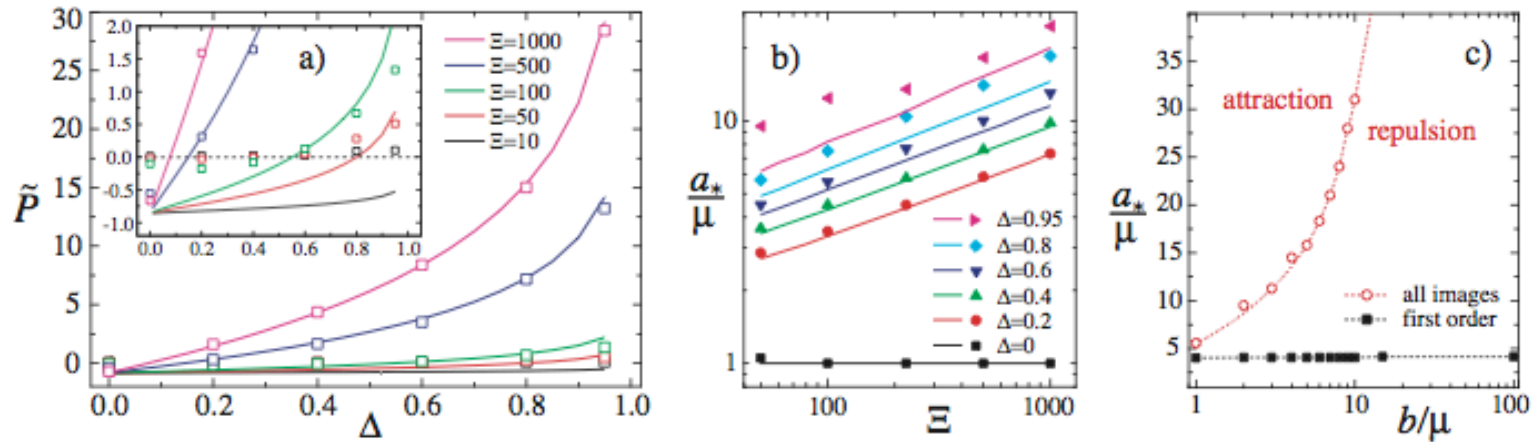 30
25
20
15
10
5
0
P̃
0.0 0.2 0.4 0.6 0.8 1.0
Δ
2.0
1.5
1.0
0.5
0.0
-0.5
-1.0
0.0 0.2 0.4 0.6 0.8 1.0
a)
Ξ=1000
Ξ=500
Ξ=100
Ξ=50
Ξ=10
b)
10
1
a*/μ
100 1000
Ξ
Δ=0.95
Δ=0.8
Δ=0.6
Δ=0.4
Δ=0.2
Δ=0
c)
35
30
25
20
15
10
5
a*/μ
attraction
repulsion
all images
first order
1 10 100
b/μ